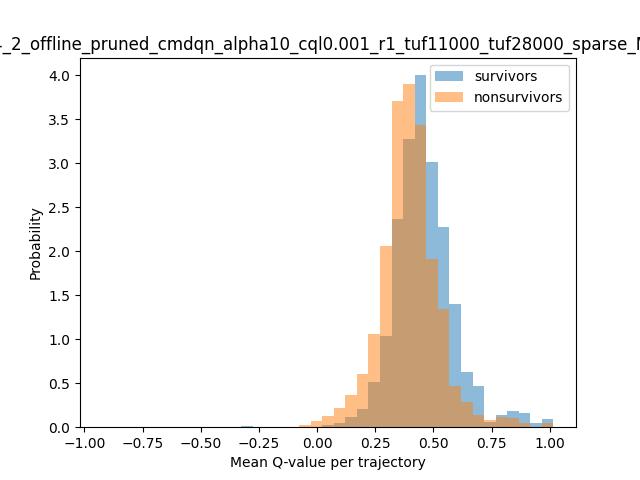 _2_offline_pruned_cmdqn_alpha10_cql0.001_r1_tuf11000_tuf28000_sparse_
survivors
nonsurvivors
4.0
3.5
3.0
2.5
2.0
1.5
1.0
0.5
0.0
Probability
−1.00 −0.75 −0.50 −0.25 0.00 0.25 0.50 0.75 1.00
Mean Q-value per trajectory